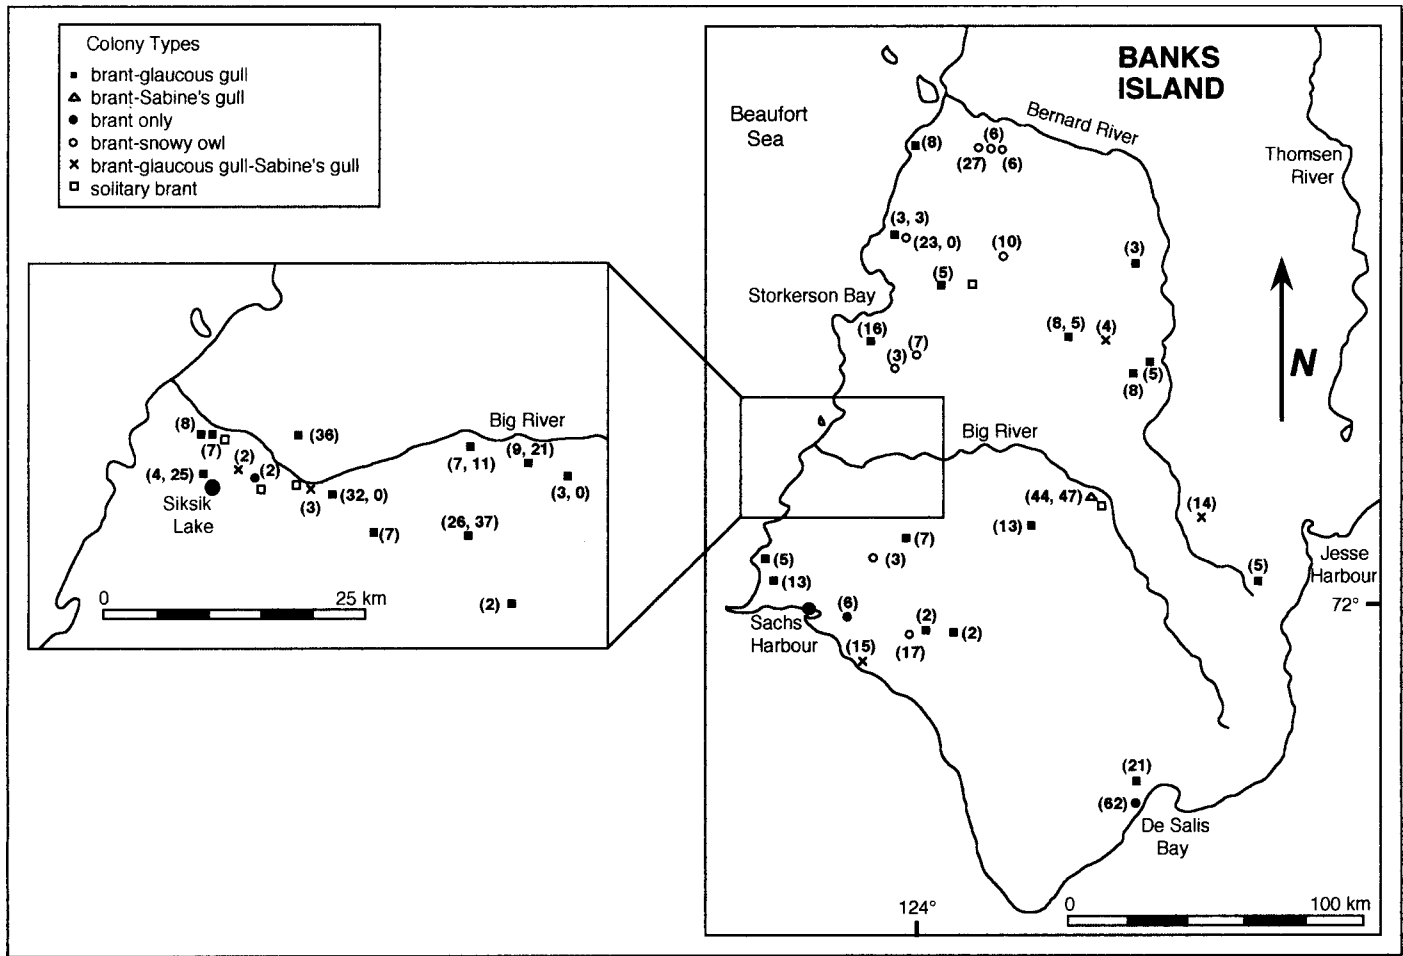 Colony Types
brant-glaucous gull
brant-Sabine's gull
brant only
brant-snowy owl
brant-glaucous gull-Sabine's gull
solitary brant
Big River
(8)
(36)
(7)
(2)
(9, 21)
(4, 25)
(2)
(7, 11)
(3, 0)
Siksik
Lake
(3)
(32, 0)
(7)
(26, 37)
(2)
0
25 km
BANKS
ISLAND
Beaufort
Sea
Bernard River
Thomsen
River
(8)
(6)
(27)
(6)
(3, 3)
(23, 0)
(10)
(3)
(5)
Storkerson Bay
(16)
(3)
(7)
(8, 5)
(4)
(5)
(8)
N
Big River
(44, 47)
(14)
(13)
(7)
(3)
(5)
(13)
(5)
Jesse
Harbour
72°
Sachs
Harbour
(6)
(2)
(2)
(17)
(15)
(21)
(62)
De Salis
Bay
124°
0
100 km